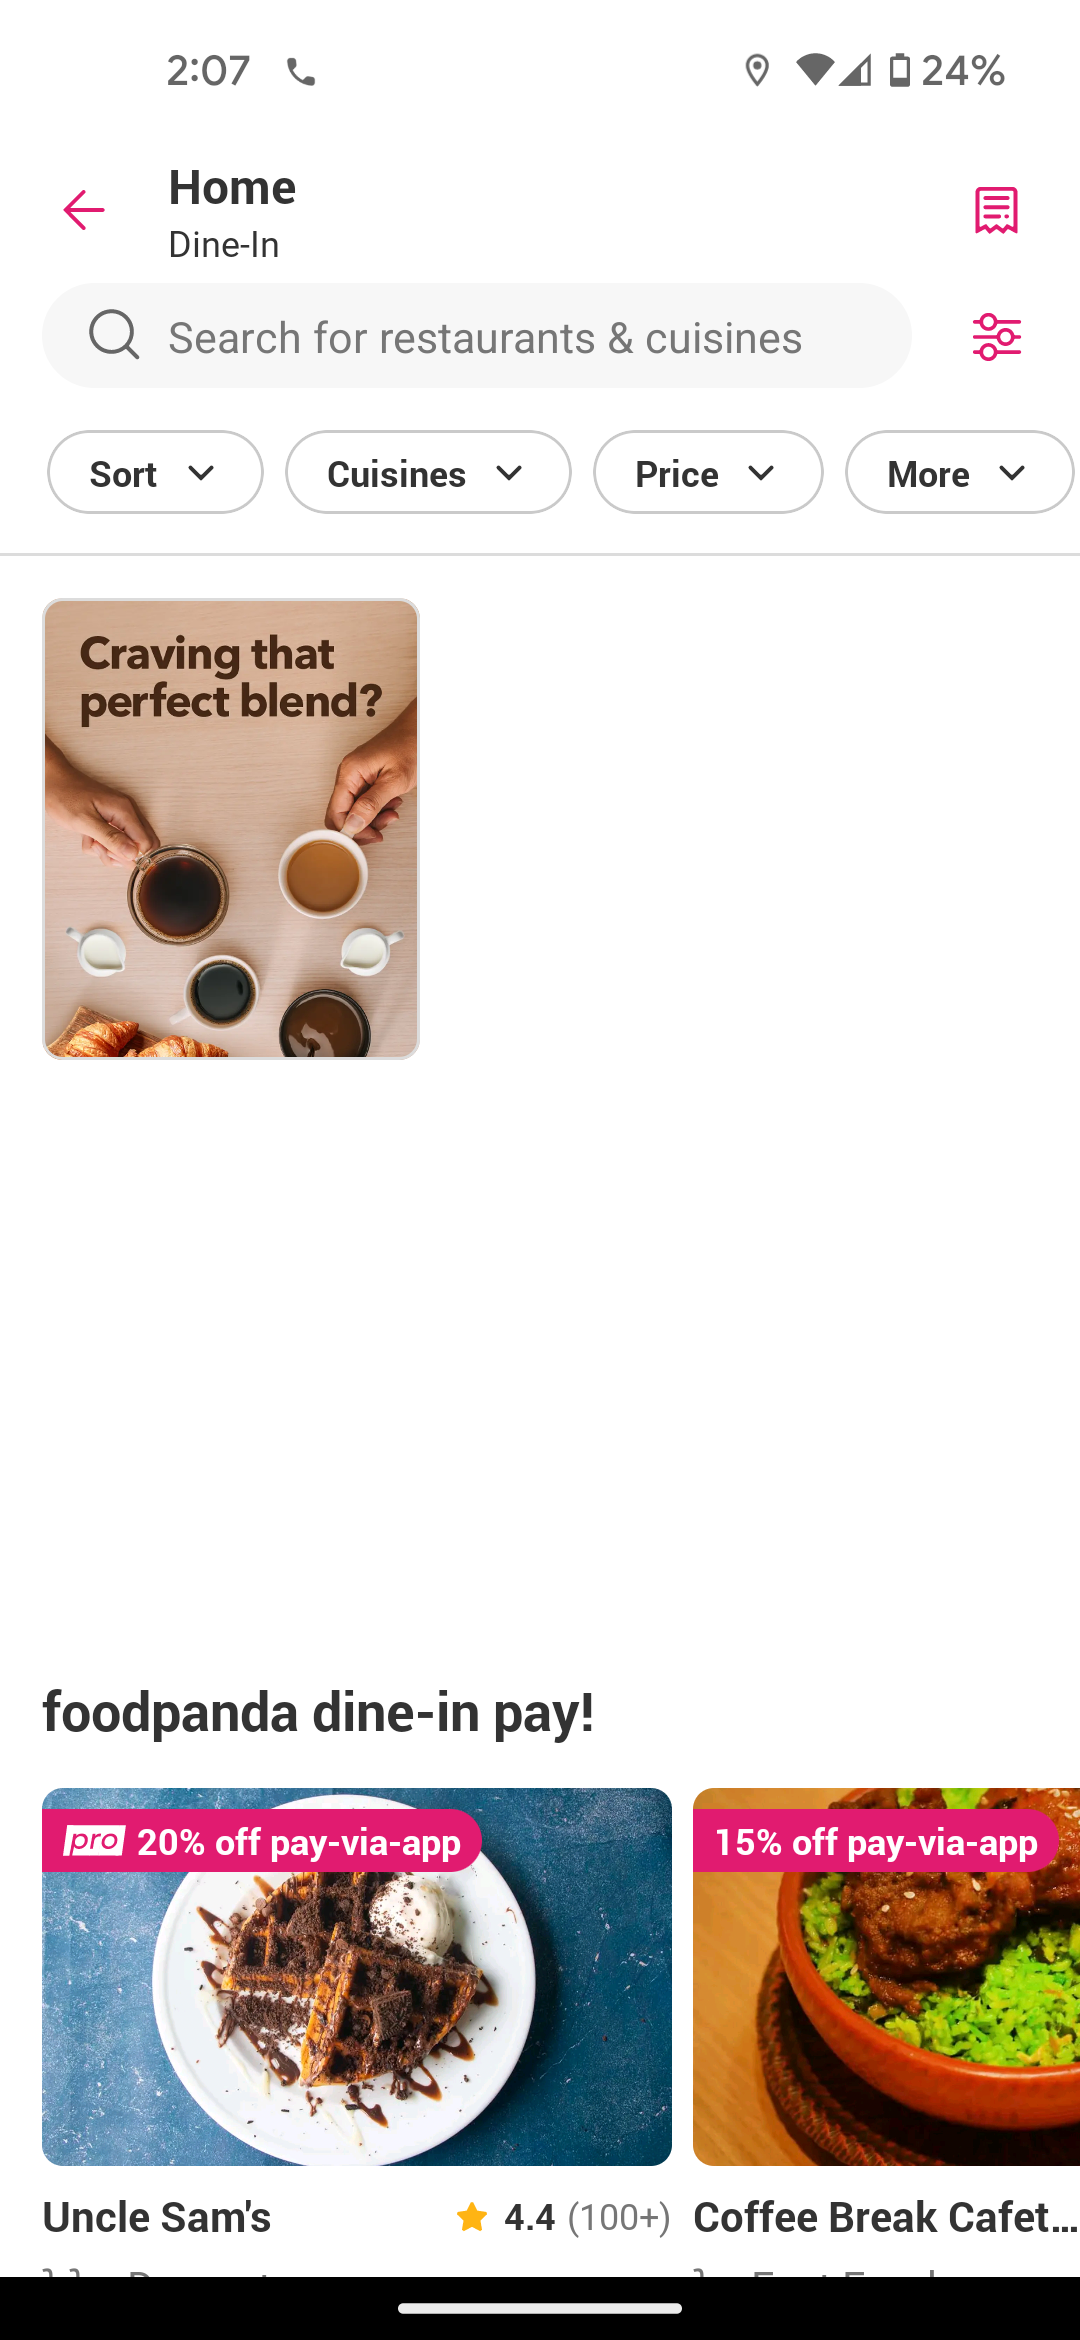 2:07
24%
Home
Dine-In
Search for restaurants & cuisines
Sort
Cuisines
Price
More
Craving that
perfect blend?
foodpanda dine-in pay!
pro 20% off pay-via-app
15% off pay-via-app
Uncle Sam's
4.4 (100+)
Coffee Break Cafet...